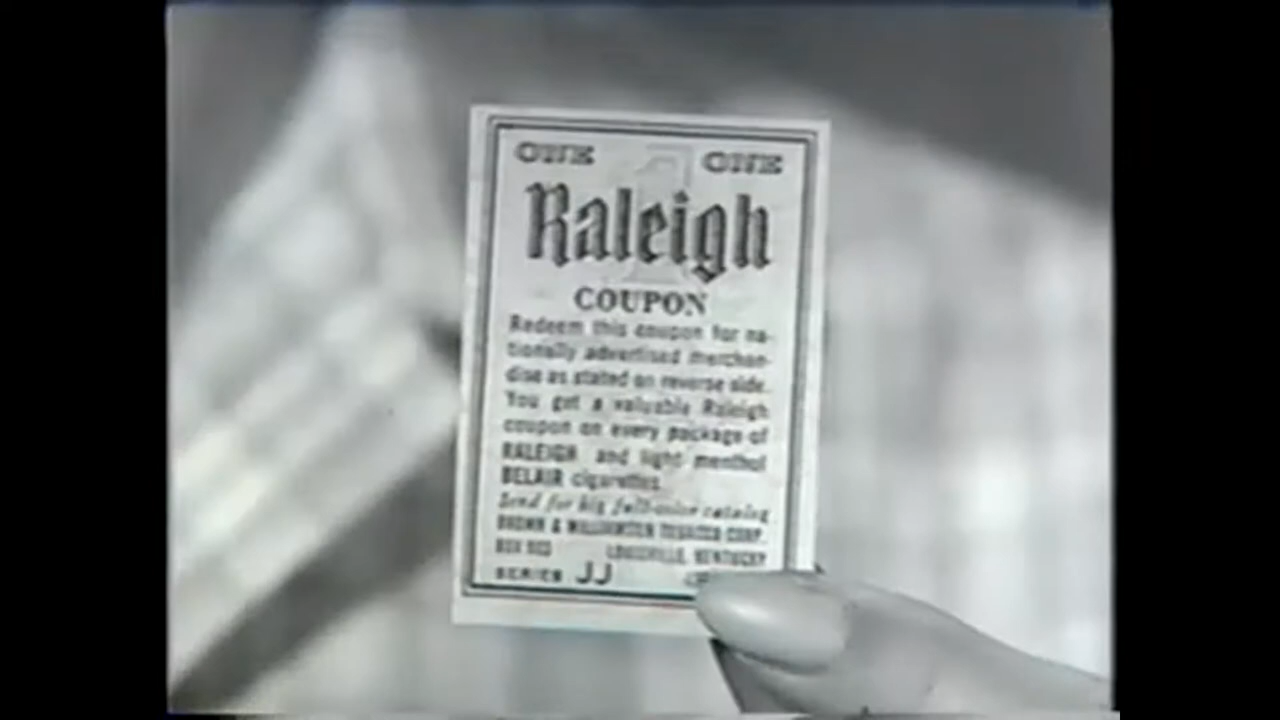 ONE ONE
Raleigh
COUPON
Redeem this coupon for na-
tionally advertised merchan-
dise as stated on reverse side.
You get a valuable Raleigh
coupon on every package of
RALEIGH and light menthol
BELAIR cigarettes.
Send for big full-color catalog
BROWN & WILLIAMSON TOBACCO CORP.
BOX LOUISVILLE, KENTUCKY
SERIES JJ